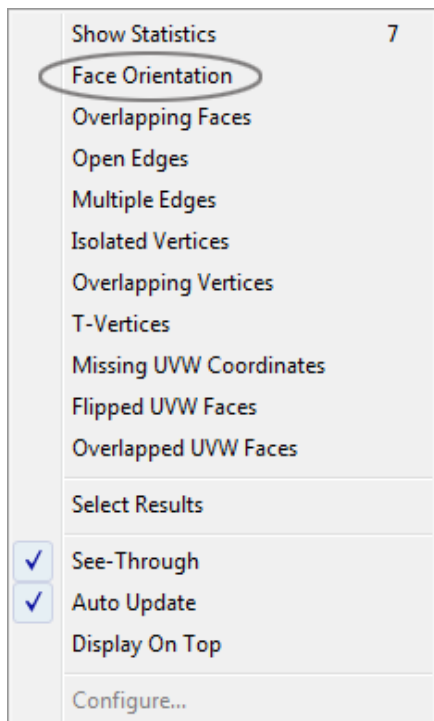 Show Statistics 7
Face Orientation
Overlapping Faces
Open Edges
Multiple Edges
Isolated Vertices
Overlapping Vertices
T-Vertices
Missing UVW Coordinates
Flipped UVW Faces
Overlapped UVW Faces
Select Results
See-Through
Auto Update
Display On Top
Configure...